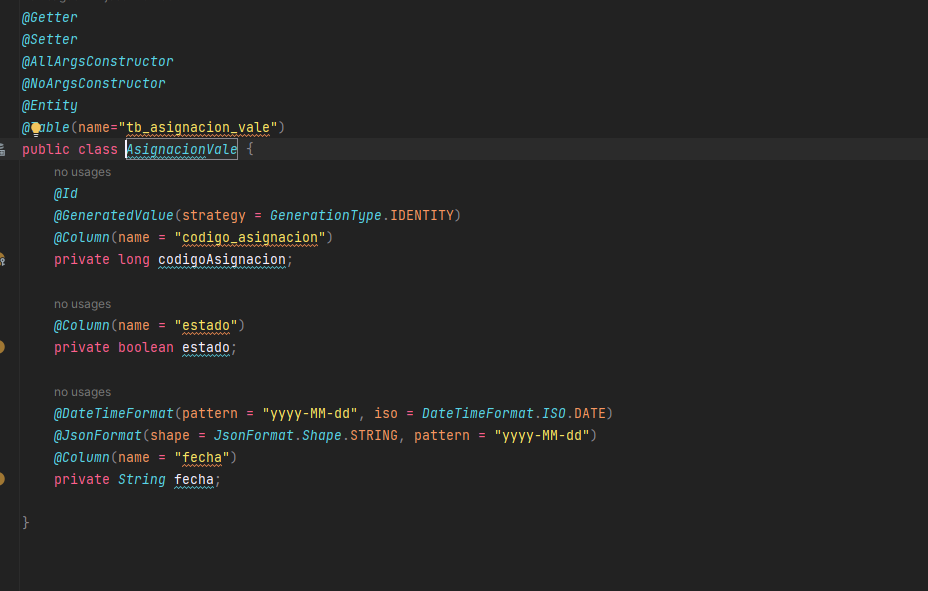 @Getter
@Setter
@AllArgsConstructor
@NoArgsConstructor
@Entity
@Table(name="tb_asignacion_vale")
public class AsignacionVale {
no usages
@Id
@GeneratedValue(strategy = GenerationType.IDENTITY)
@Column(name = "codigo_asignacion")
private long codigoAsignacion;
no usages
@Column(name = "estado")
private boolean estado;
no usages
@DateTimeFormat(pattern = "yyyy-MM-dd", iso = DateTimeFormat.ISO.DATE)
@JsonFormat(shape = JsonFormat.Shape.STRING, pattern = "yyyy-MM-dd")
@Column(name = "fecha")
private String fecha;
}